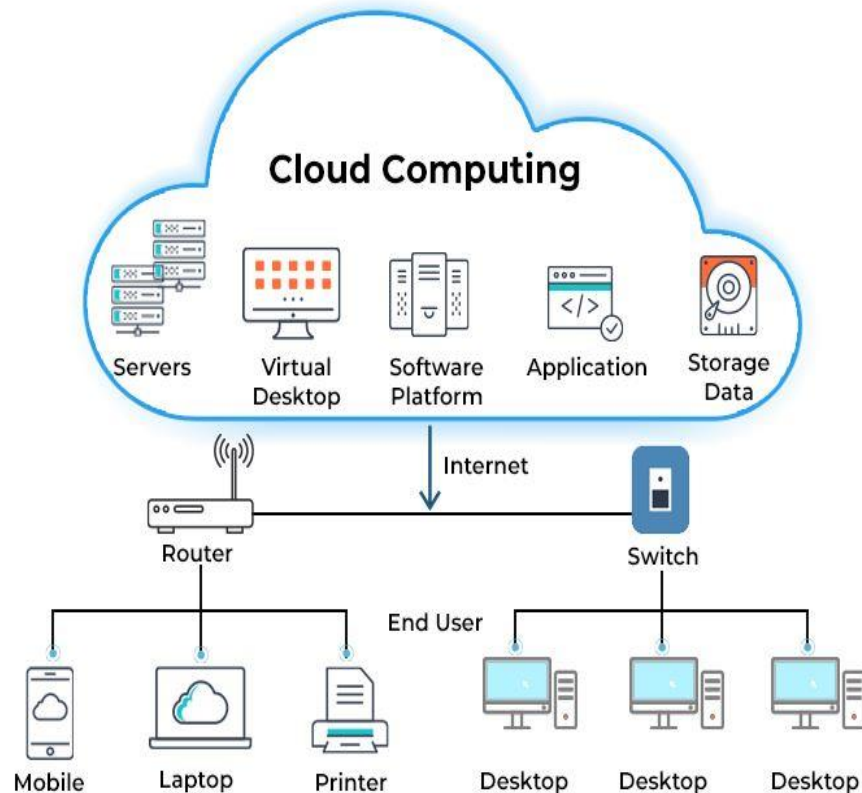 Cloud Computing
Servers
Virtual
Desktop
Software
Platform
Application
Storage
Data
Internet
Router
Switch
End User
Mobile
Laptop
Printer
Desktop
Desktop
Desktop